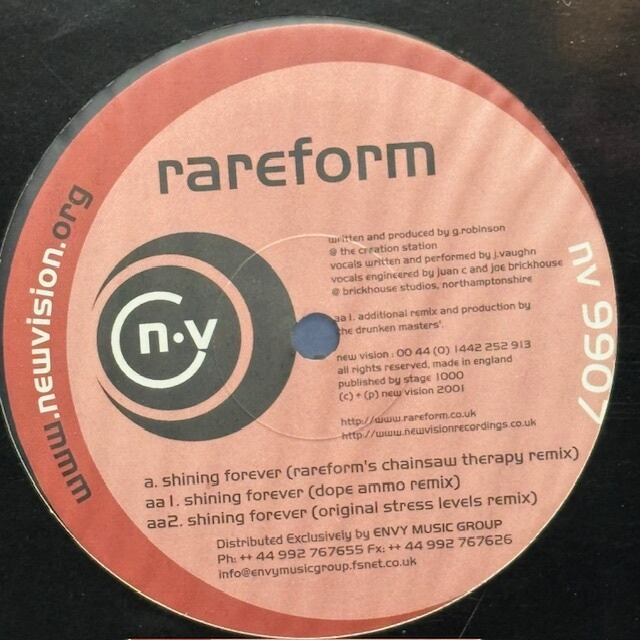 rareform
written and produced by g.robinson
@ the creation station
vocals written and performed by j.vaughn
vocals engineered by juan c and joe brickhouse
@ brickhouse studios, northamptonshire
aa1. additional remix and production by
'the drunken masters'.
new vision : 00 44 (0) 1442 252 913
all rights reserved, made in england
published by stage 1000
(c) + (p) new vision 2001
http://www.rareform.co.uk
http://www.newvisionrecordings.co.uk
n.v
www.newvision.org
nv 9907
a. shining forever (rareform's chainsaw therapy remix)
aa1. shining forever (dope ammo remix)
aa2. shining forever (original stress levels remix)
Distributed Exclusively by ENVY MUSIC GROUP
Ph: ++ 44 992 767655 Fx: ++ 44 992 767626
info@envymusicgroup.fsnet.co.uk